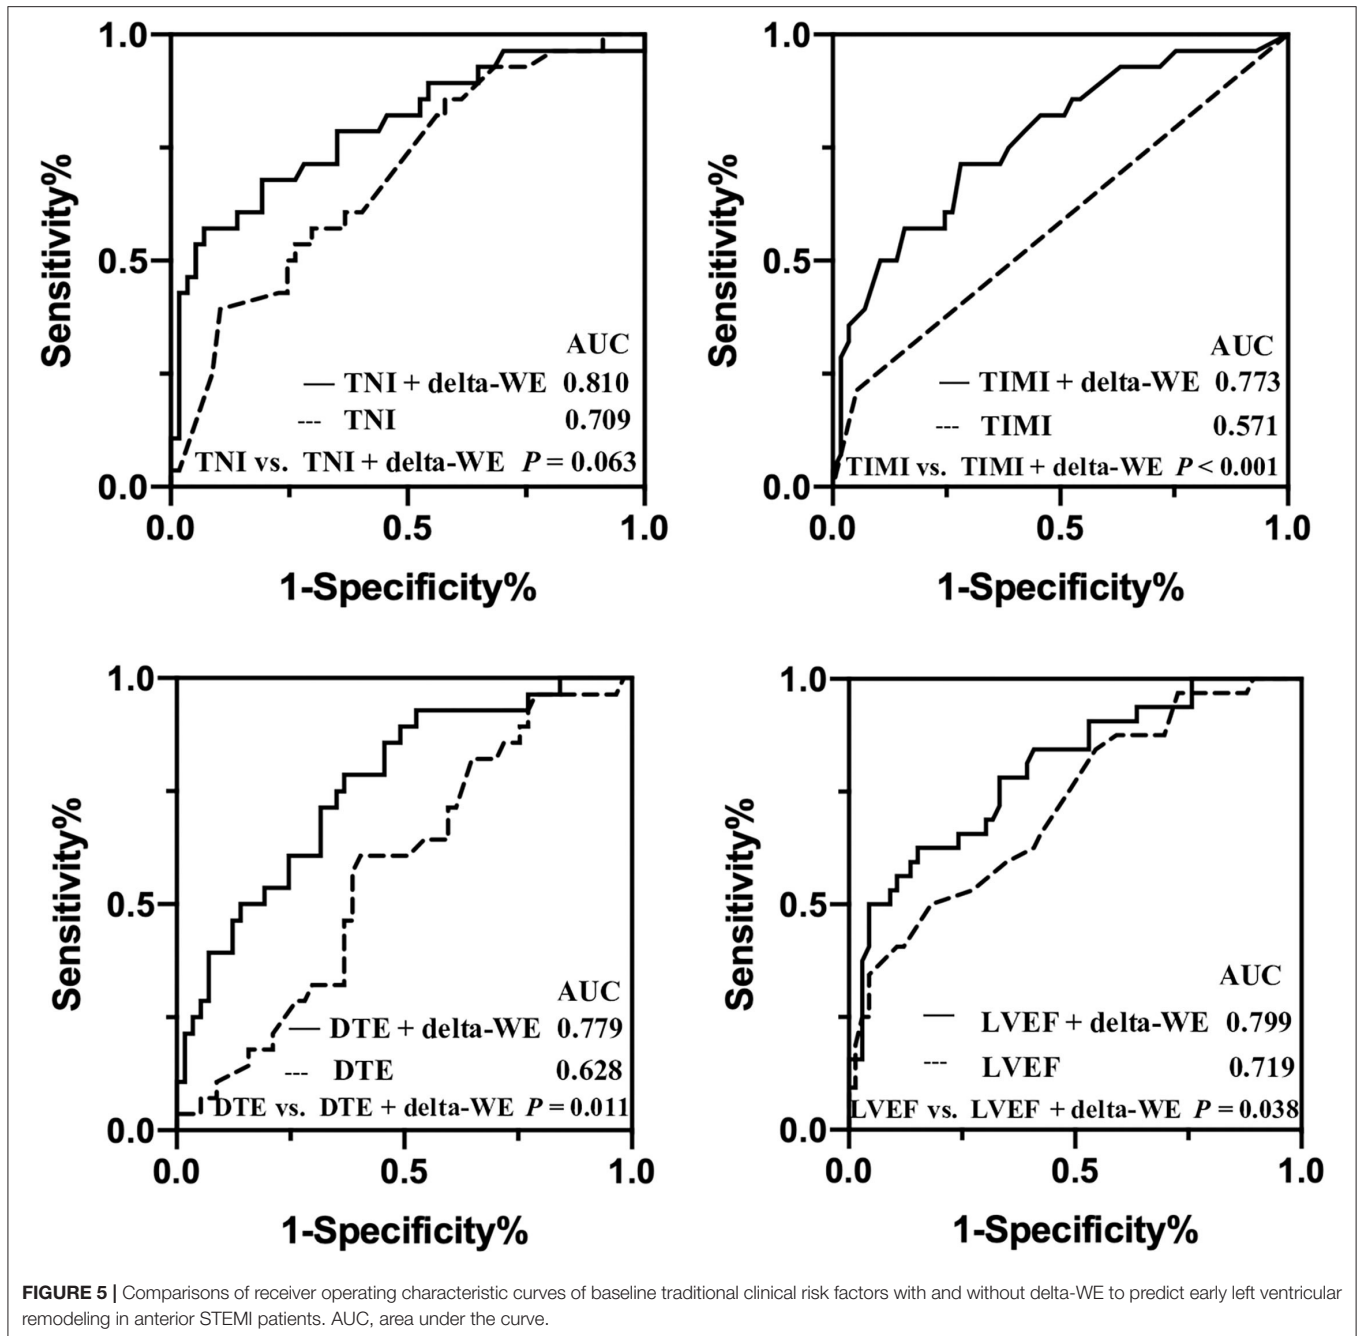 1.0
0.5
0.0
Sensitivity%
AUC
TNI + delta-WE 0.810
TNI 0.709
TNI vs. TNI + delta-WE P = 0.063
0.0 0.5 1.0
1-Specificity%
1.0
0.5
0.0
Sensitivity%
AUC
TIMI + delta-WE 0.773
TIMI 0.571
TIMI vs. TIMI + delta-WE P < 0.001
0.0 0.5 1.0
1-Specificity%
1.0
0.5
0.0
Sensitivity%
AUC
DTE + delta-WE 0.779
DTE 0.628
DTE vs. DTE + delta-WE P = 0.011
0.0 0.5 1.0
1-Specificity%
1.0
0.5
0.0
Sensitivity%
AUC
LVEF + delta-WE 0.799
LVEF 0.719
LVEF vs. LVEF + delta-WE P = 0.038
0.0 0.5 1.0
1-Specificity%
FIGURE 5 | Comparisons of receiver operating characteristic curves of baseline traditional clinical risk factors with and without delta-WE to predict early left ventricular
remodeling in anterior STEMI patients. AUC, area under the curve.